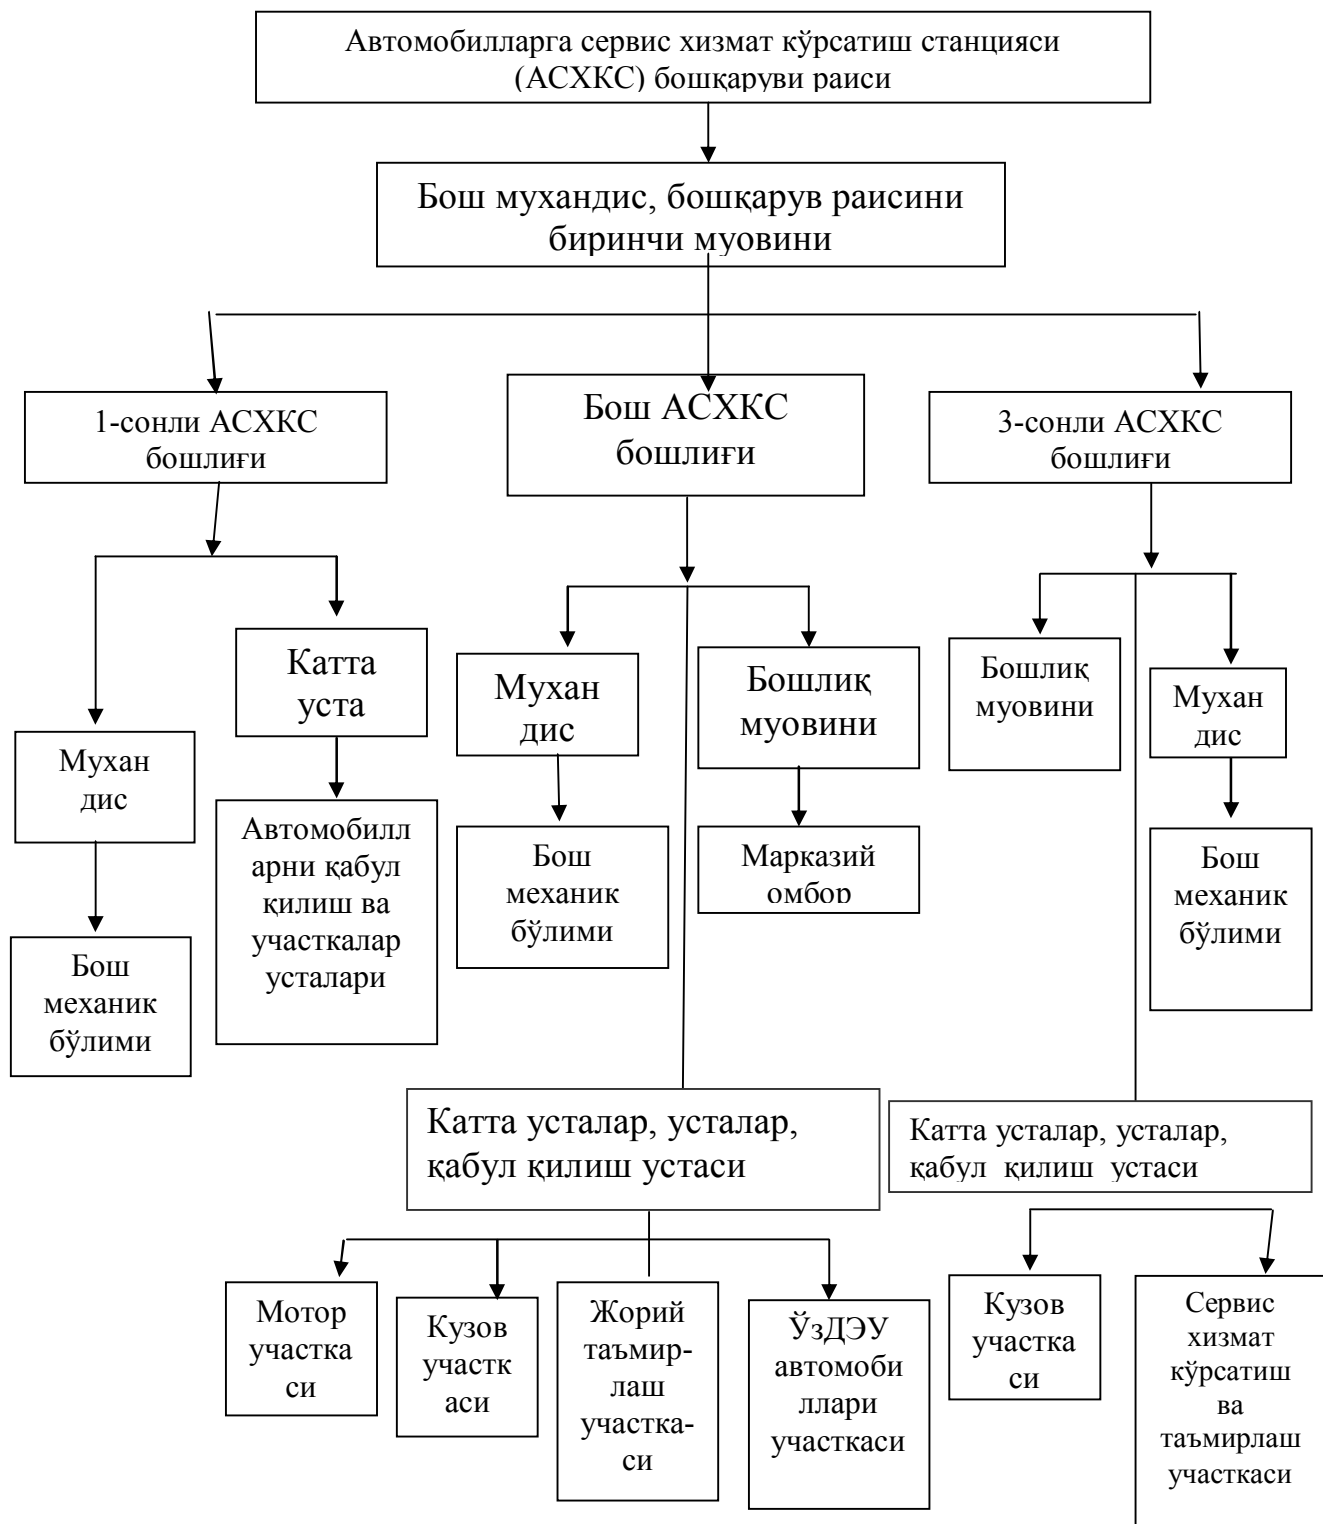 Автомобилларга сервис хизмат кўрсатиш станцияси
(АСХКС) бошқаруви раиси
Бош мухандис, бошқарув раисини
биринчи муовини
1-сонли АСХКС
бошлиғи
Бош АСХКС
бошлиғи
3-сонли АСХКС
бошлиғи
Мухан
дис
Катта
уста
Мухан
дис
Бошлиқ
муовини
Бошлиқ
муовини
Мухан
дис
Бош
механик
бўлими
Автомобилл
арни қабул
қилиш ва
участкалар
усталари
Бош
механик
бўлими
Марказий
омбор
Бош
механик
бўлими
Катта усталар, усталар,
қабул қилиш устаси
Катта усталар, усталар,
қабул қилиш устаси
Мотор
участка
си
Кузов
участк
аси
Жорий
таъмир-
лаш
участка-
си
ЎзДЭУ
автомоби
ллари
участкаси
Кузов
участка
си
Сервис
хизмат
кўрсатиш
ва
таъмирлаш
участкаси